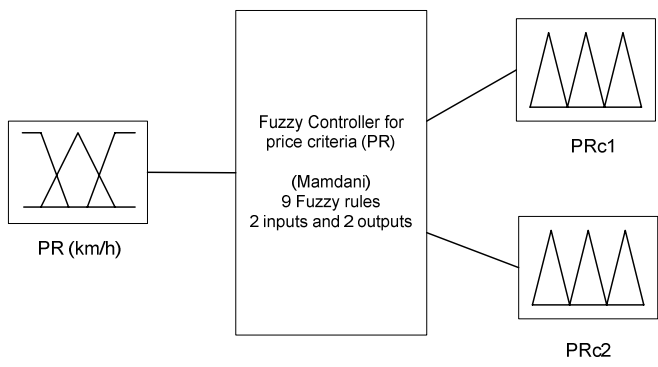 PR (km/h)
Fuzzy Controller for
price criteria (PR)
(Mamdani)
9 Fuzzy rules
2 inputs and 2 outputs
PRc1
PRc2